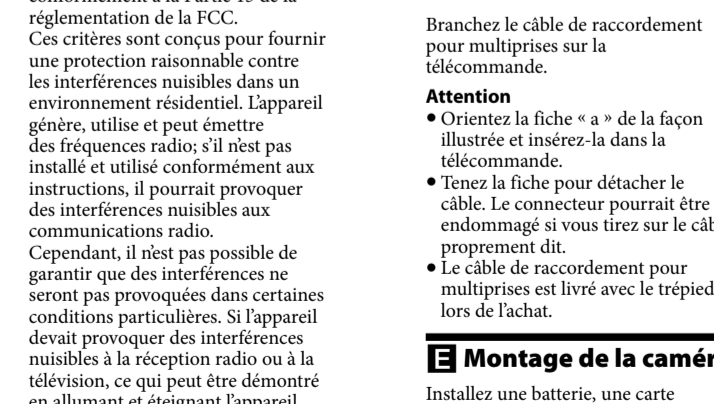 réglementation de la FCC.
Ces critères sont conçus pour fournir
une protection raisonnable contre
les interférences nuisibles dans un
environnement résidentiel. L'appareil
génère, utilise et peut émettre
des fréquences radio; s'il n'est pas
installé et utilisé conformément aux
instructions, il pourrait provoquer
des interférences nuisibles aux
communications radio.
Cependant, il n'est pas possible de
garantir que des interférences ne
seront pas provoquées dans certaines
conditions particulières. Si l'appareil
devait provoquer des interférences
nuisibles à la réception radio ou à la
télévision, ce qui peut être démontré
en allumant et éteignant l'appareil
Branchez le câble de raccordement
pour multiprises sur la
télécommande.
Attention
● Orientez la fiche « a » de la façon
illustrée et insérez-la dans la
télécommande.
● Tenez la fiche pour détacher le
câble. Le connecteur pourrait être
endommagé si vous tirez sur le câb
proprement dit.
● Le câble de raccordement pour
multiprises est livré avec le trépied
lors de l'achat.
E Montage de la camér
Installez une batterie, une carte